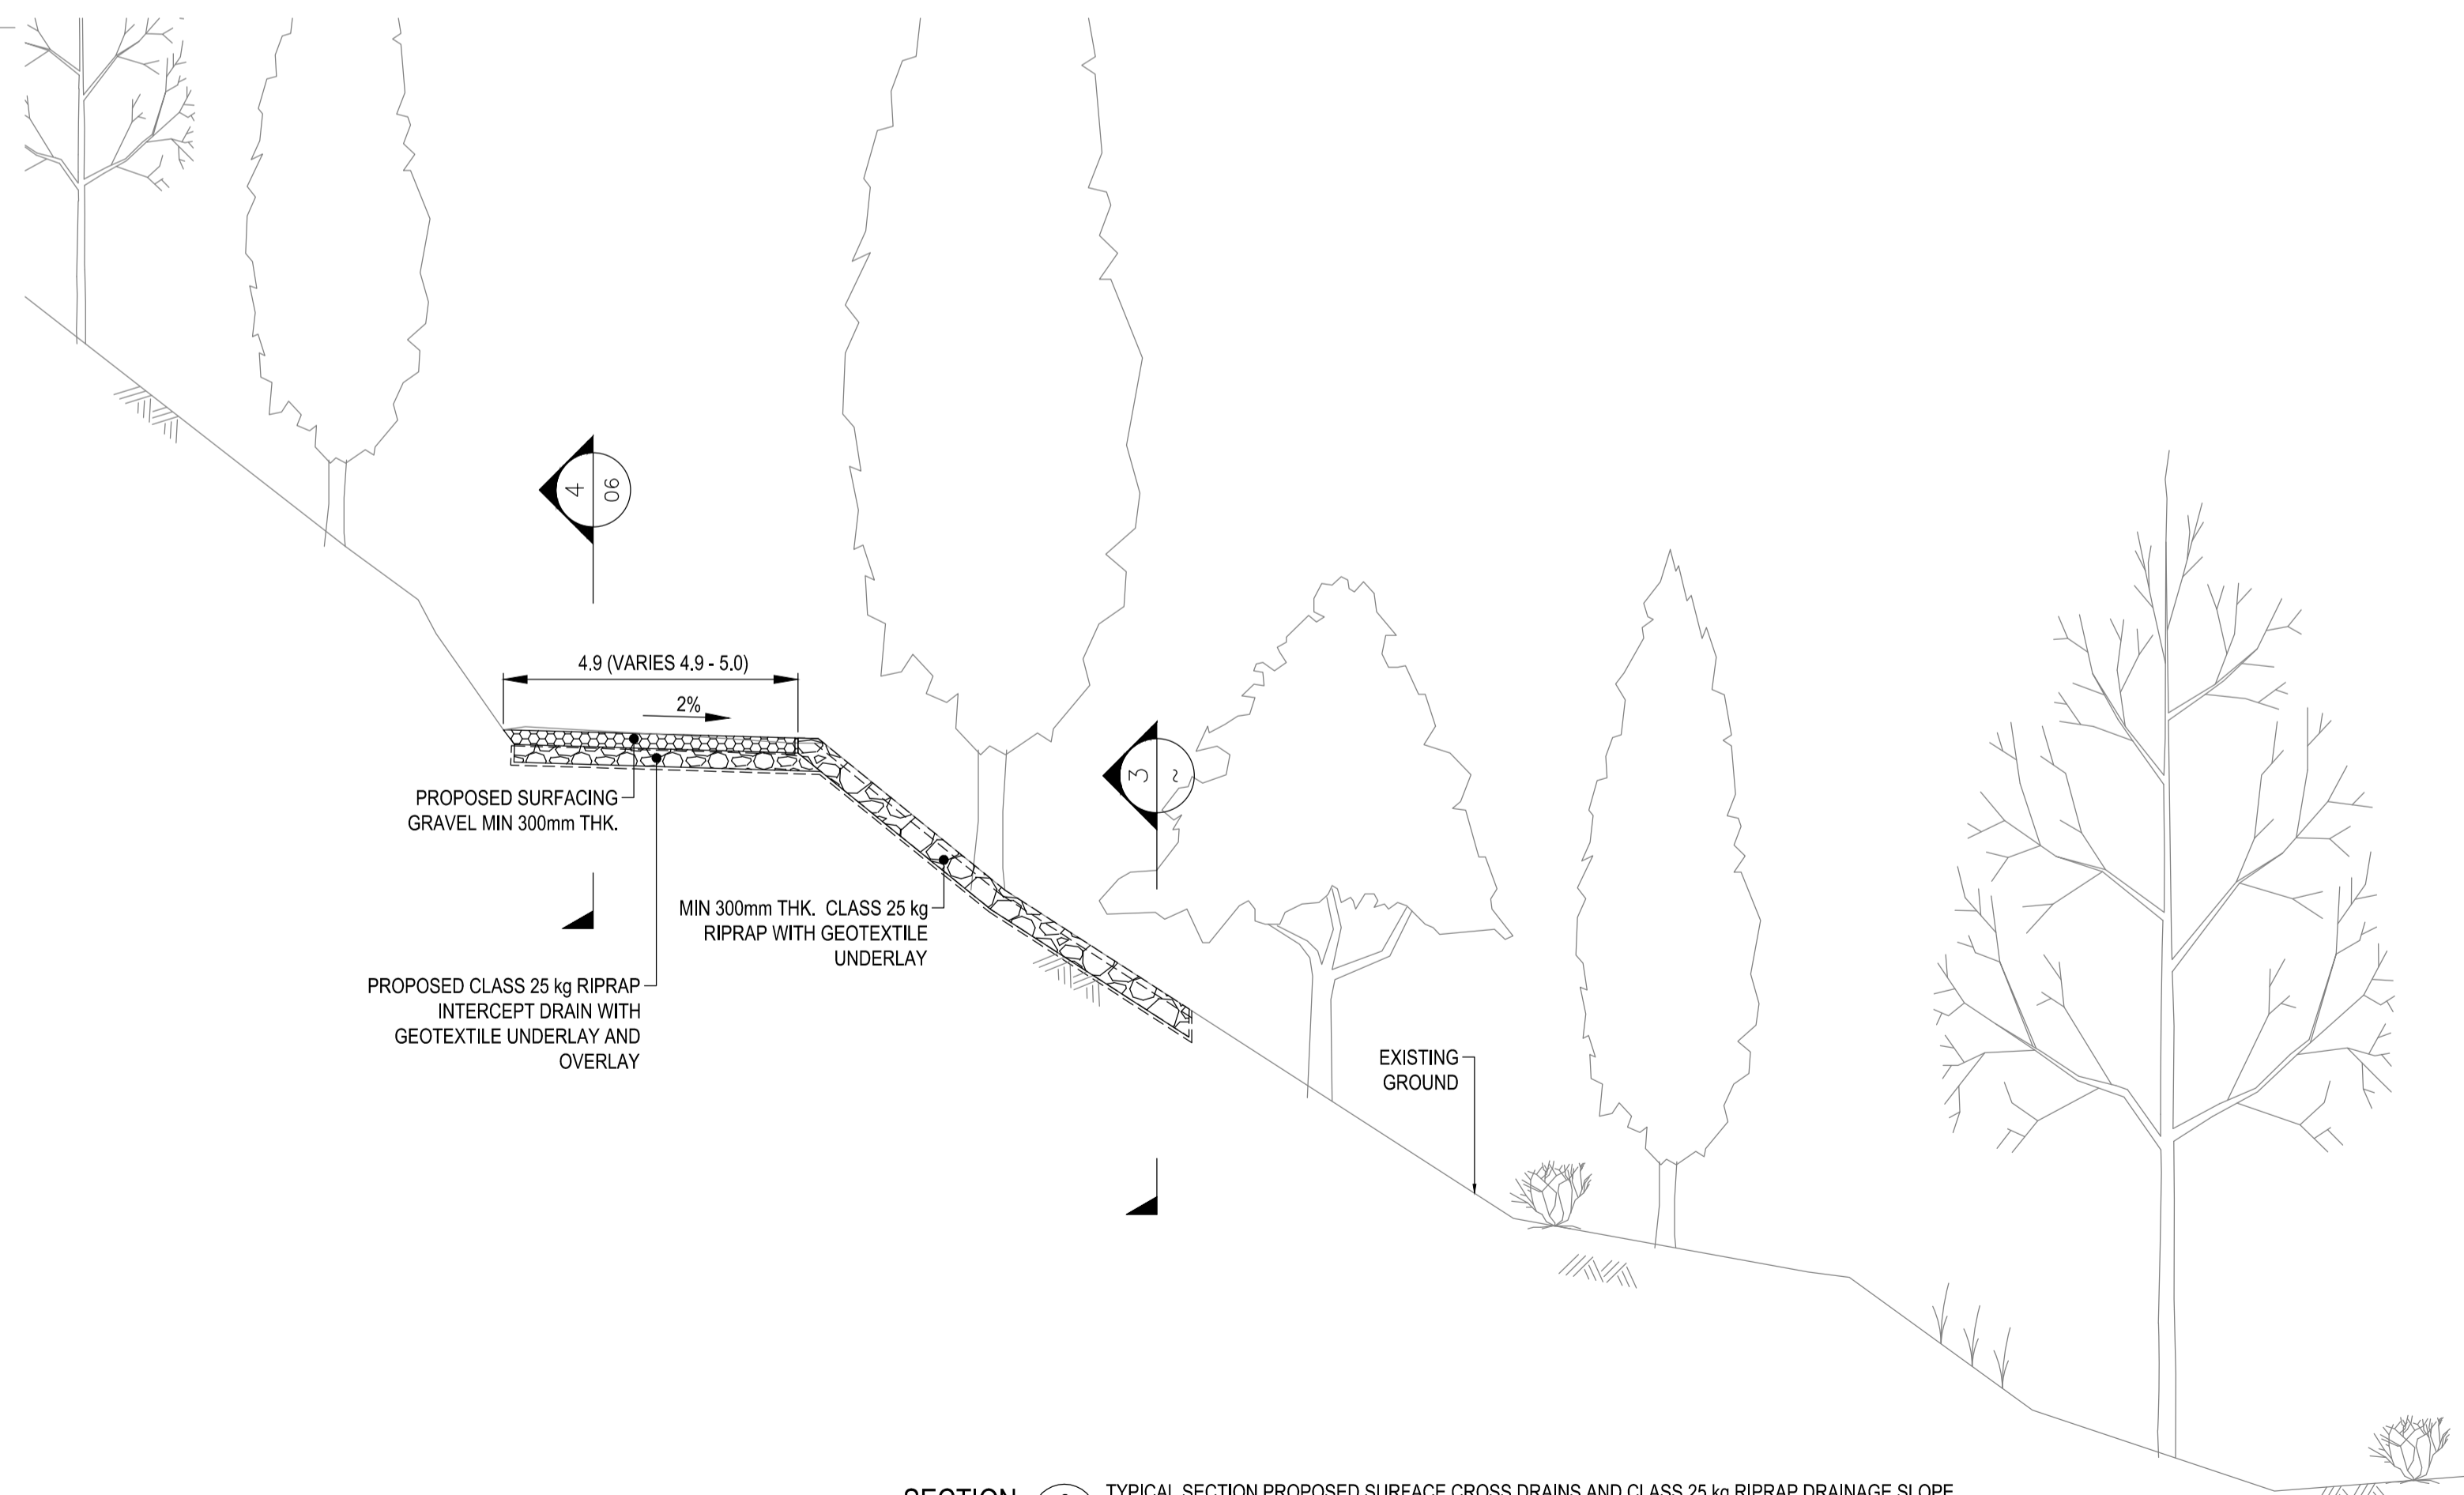 4
06
4.9 (VARIES 4.9 - 5.0)
2%
3
~
PROPOSED SURFACING
GRAVEL MIN 300mm THK.
MIN 300mm THK. CLASS 25 kg
RIPRAP WITH GEOTEXTILE
UNDERLAY
PROPOSED CLASS 25 kg RIPRAP
INTERCEPT DRAIN WITH
GEOTEXTILE UNDERLAY AND
OVERLAY
EXISTING
GROUND
SECTION
TYPICAL SECTION PROPOSED SURFACE CROSS DRAINS AND CLASS 25 kg RIPRAP DRAINAGE SLOPE